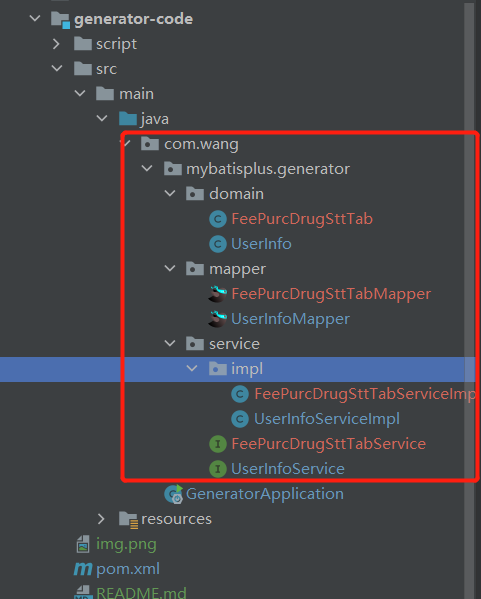 generator-code
script
src
main
java
com.wang
mybatisplus.generator
domain
FeePurcDrugSttTab
UserInfo
mapper
FeePurcDrugSttTabMapper
UserInfoMapper
service
impl
FeePurcDrugSttTabServiceImp
UserInfoServiceImpl
FeePurcDrugSttTabService
UserInfoService
GeneratorApplication
resources
img.png
pom.xml
README.md